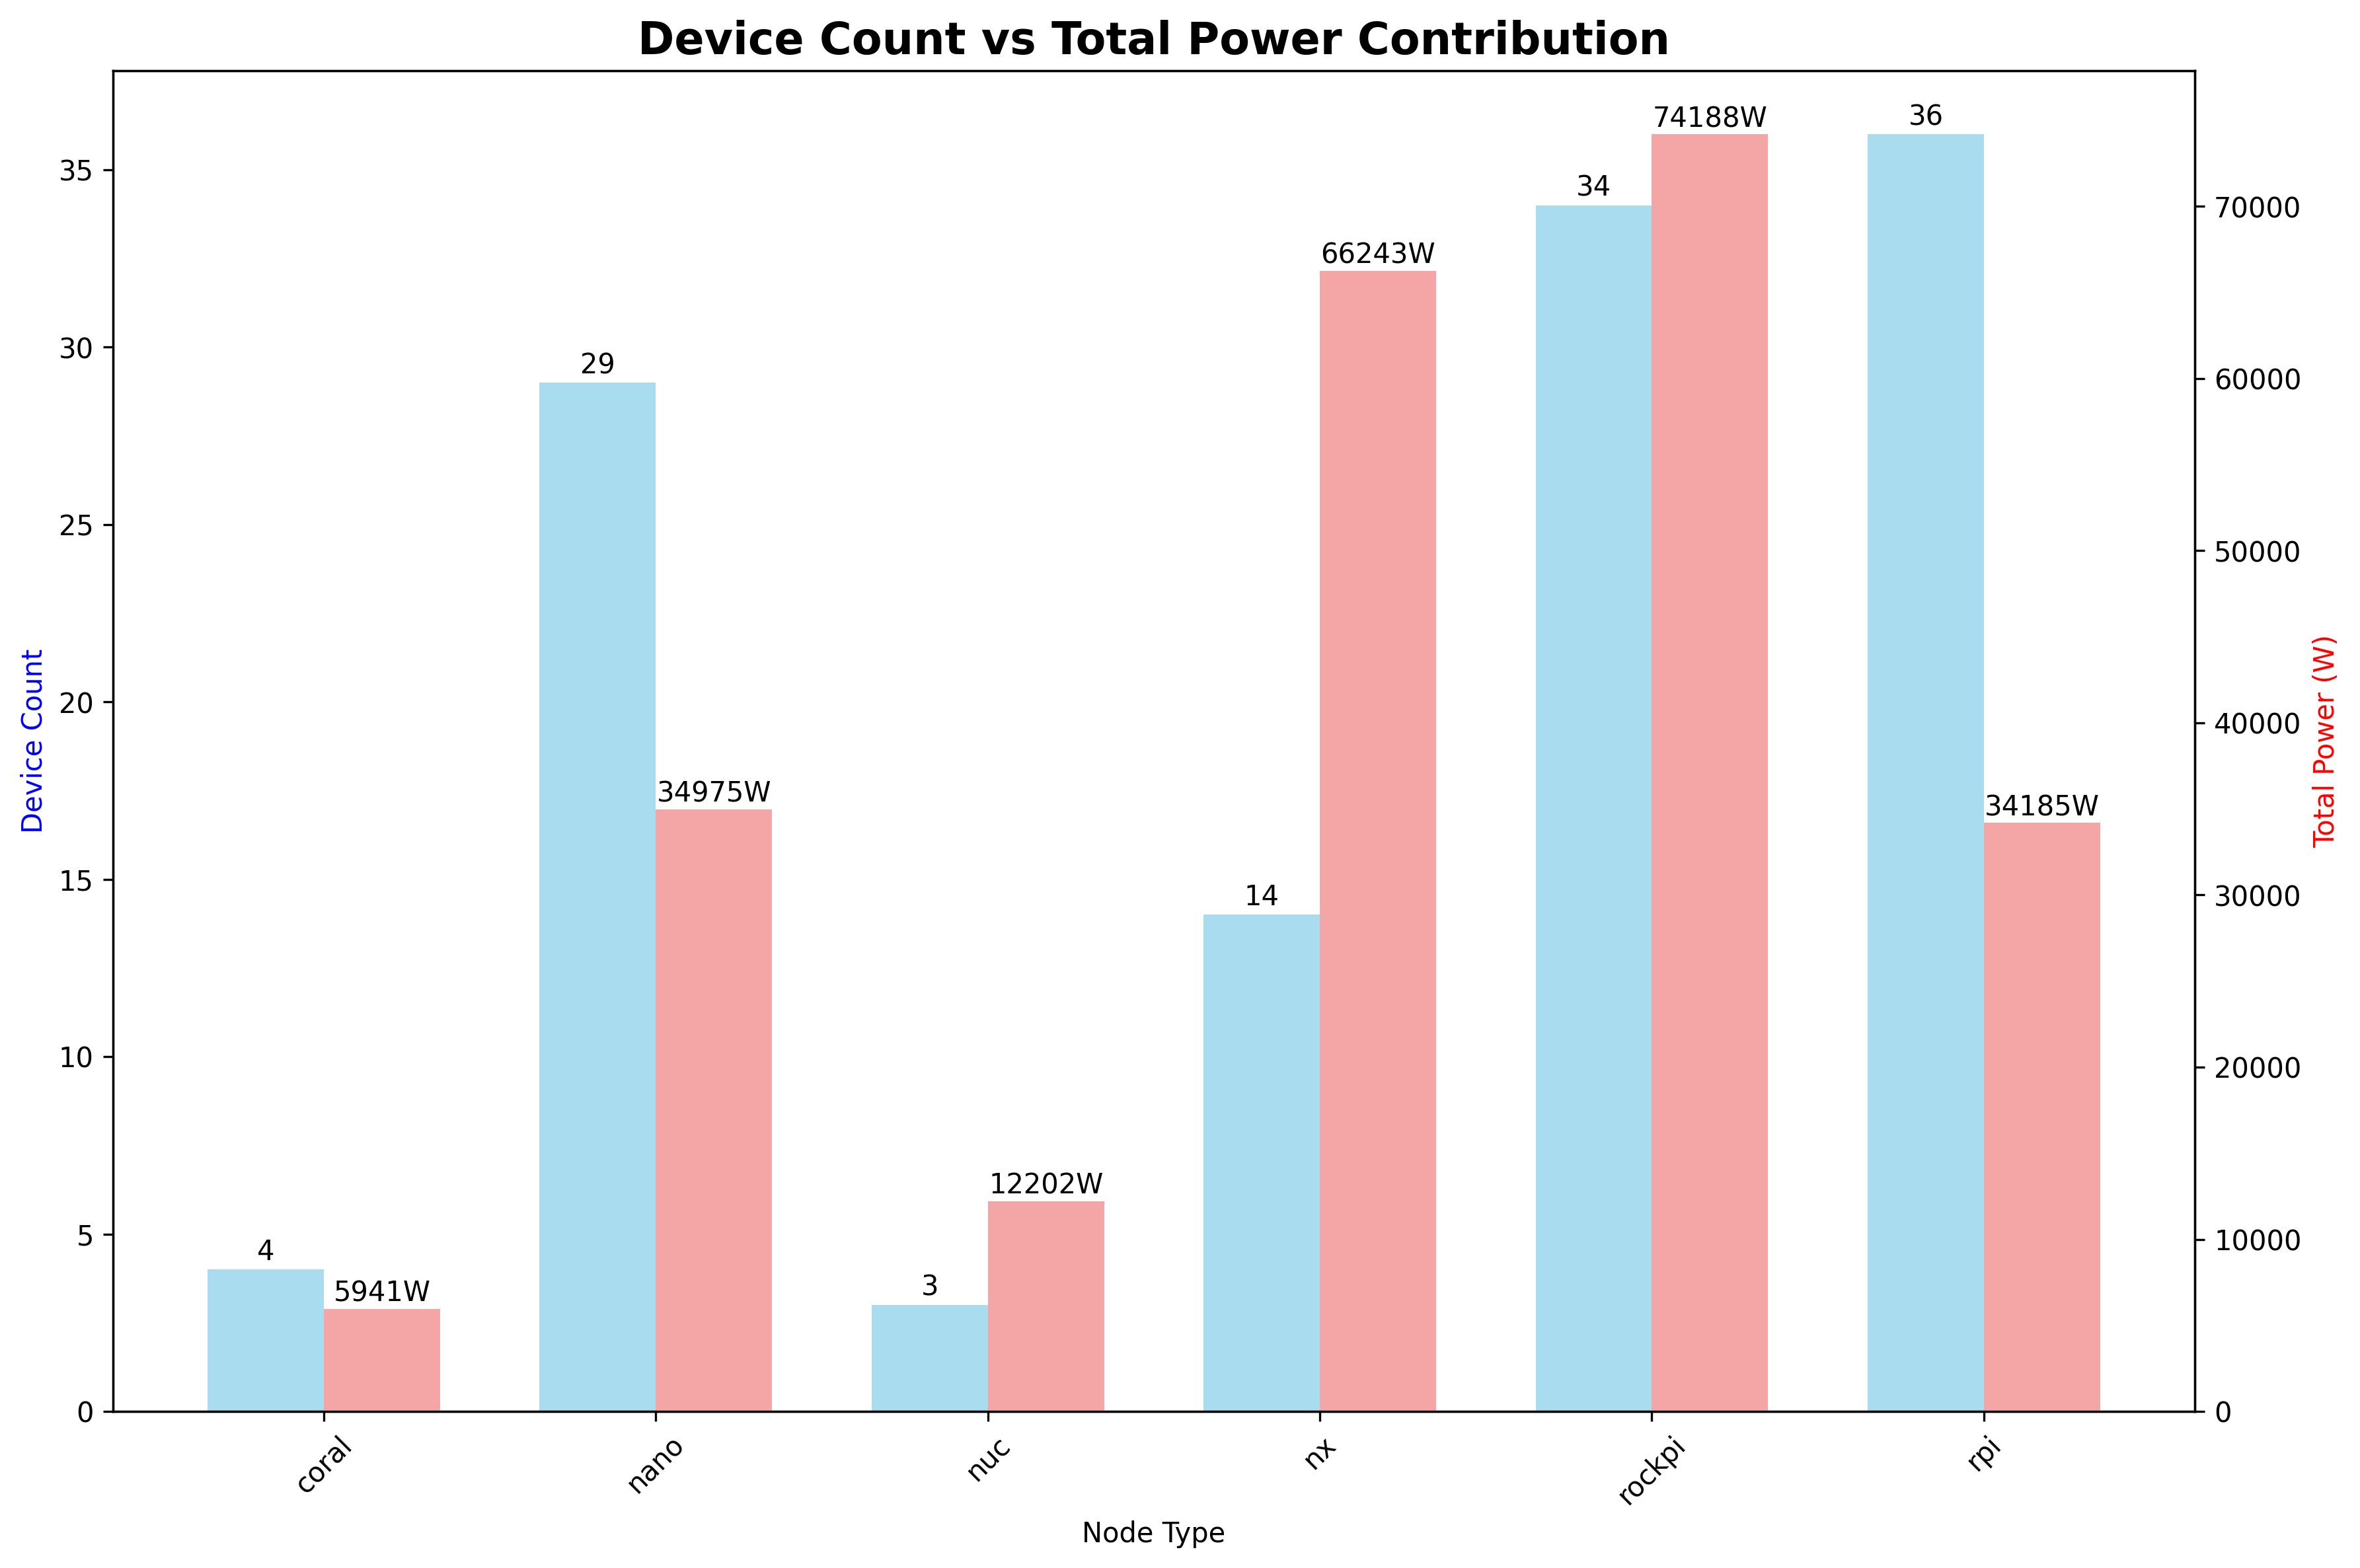 Device Count vs Total Power Contribution
Device Count
35
30
25
20
15
10
5
0
4
5941W
29
34975W
3
12202W
14
66243W
34
74188W
36
34185W
70000
60000
50000
40000
30000
20000
10000
0
Total Power (W)
coral
nano
nuc
nx
rockpi
rpi
Node Type